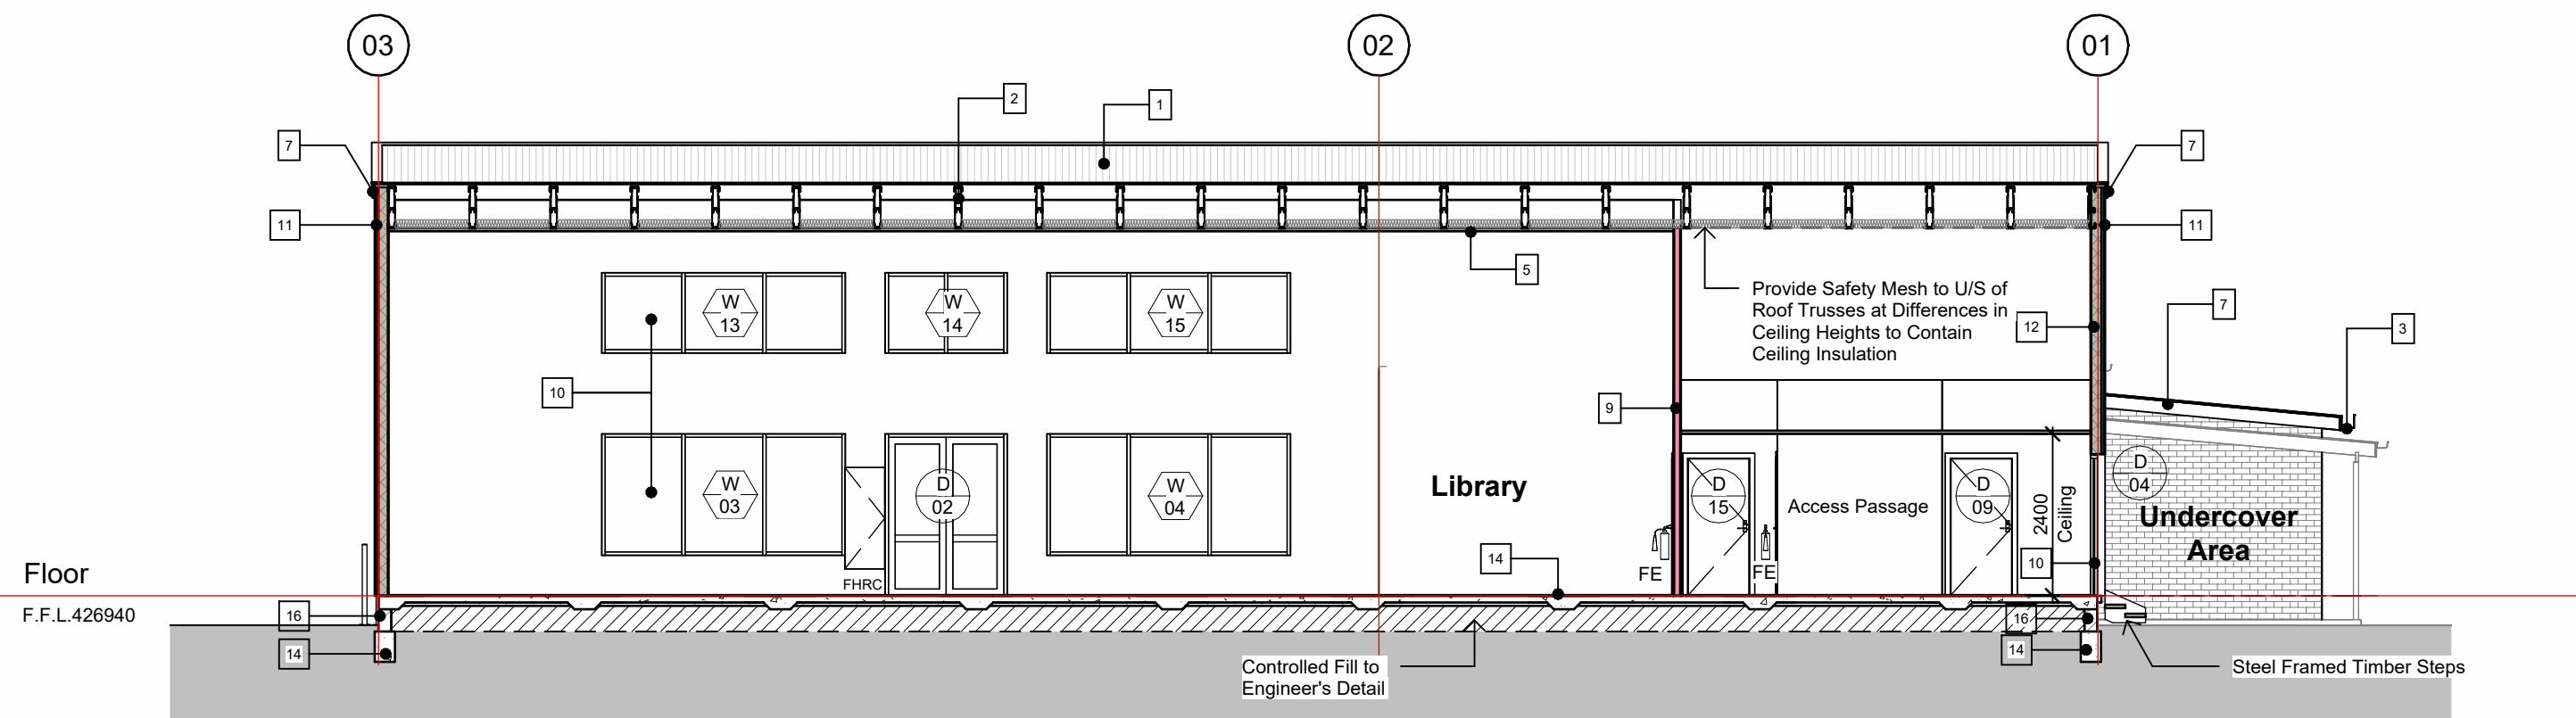 03
02
01
2
1
7
7
11
11
5
Provide Safety Mesh to U/S of
Roof Trusses at Differences in
Ceiling Heights to Contain
Ceiling Insulation
W
13
W
14
W
15
12
7
3
10
9
W
03
D
02
W
04
Library
D
15
Access Passage
D
09
2400
Ceiling
D
04
Undercover
Area
14
10
FHRC
FE
FE
Floor
F.F.L.426940
16
16
14
14
Controlled Fill to
Engineer's Detail
Steel Framed Timber Steps